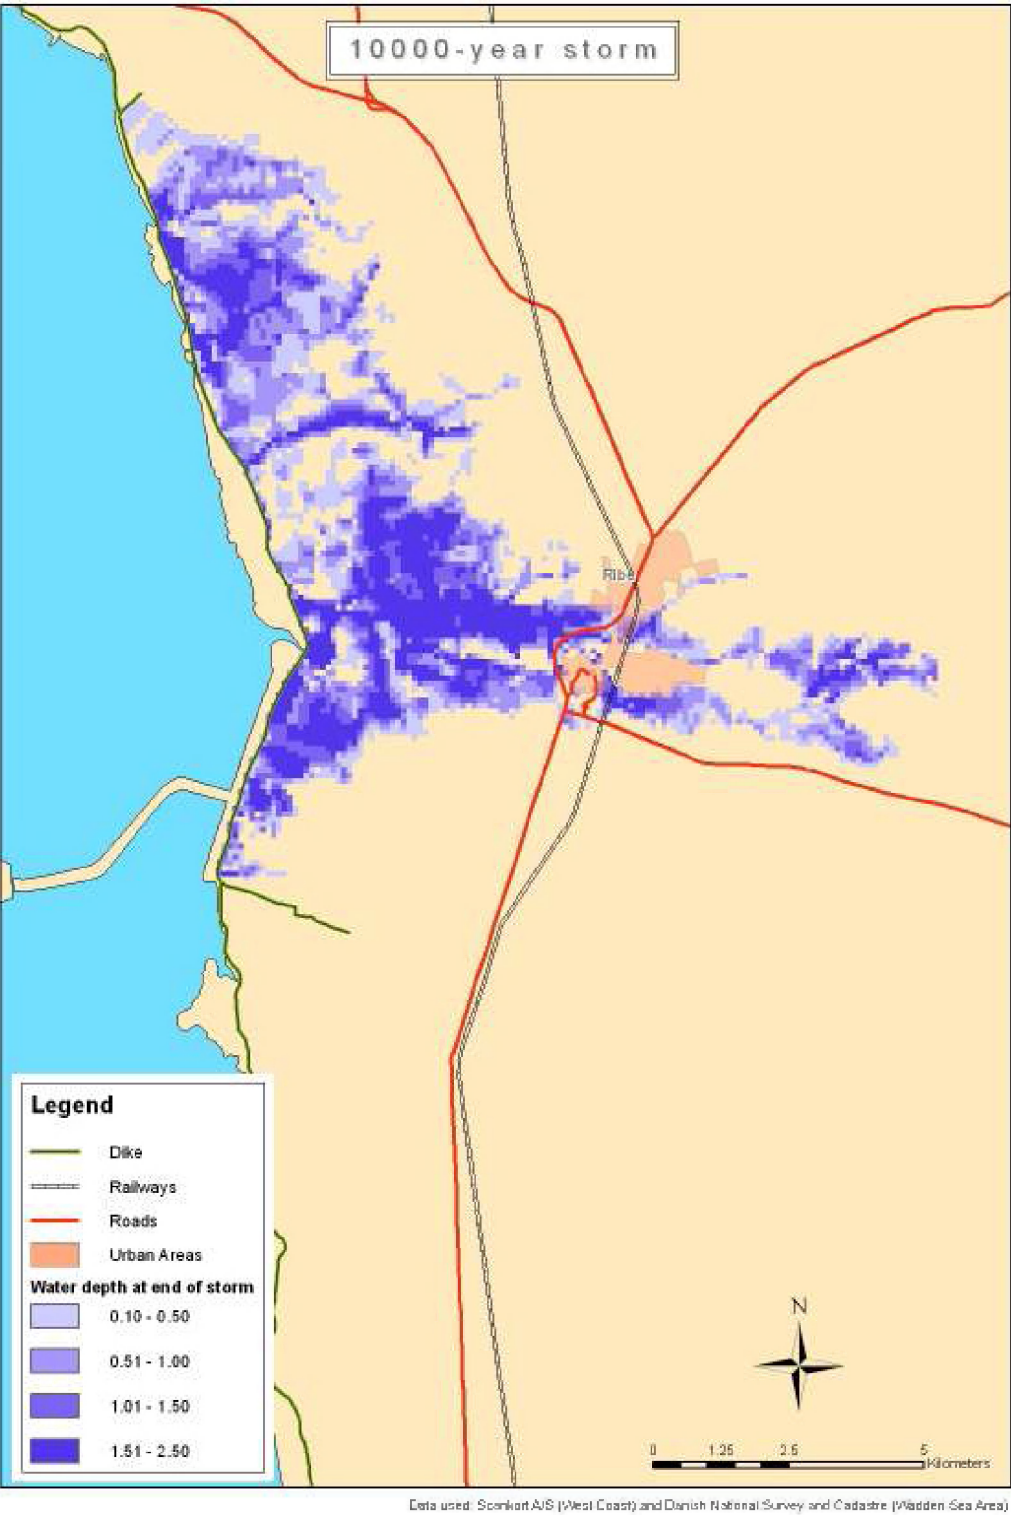 10000-year storm
Ribe
Legend
Dike
Railways
Roads
Urban Areas
Water depth at end of storm
0.10 - 0.50
0.51 - 1.00
1.01 - 1.50
1.51 - 2.50
N
0 1.25 2.5 5
Kilometers
Data used: Scankort A/S (West Coast) and Danish National Survey and Cadastre (Wadden Sea Area)